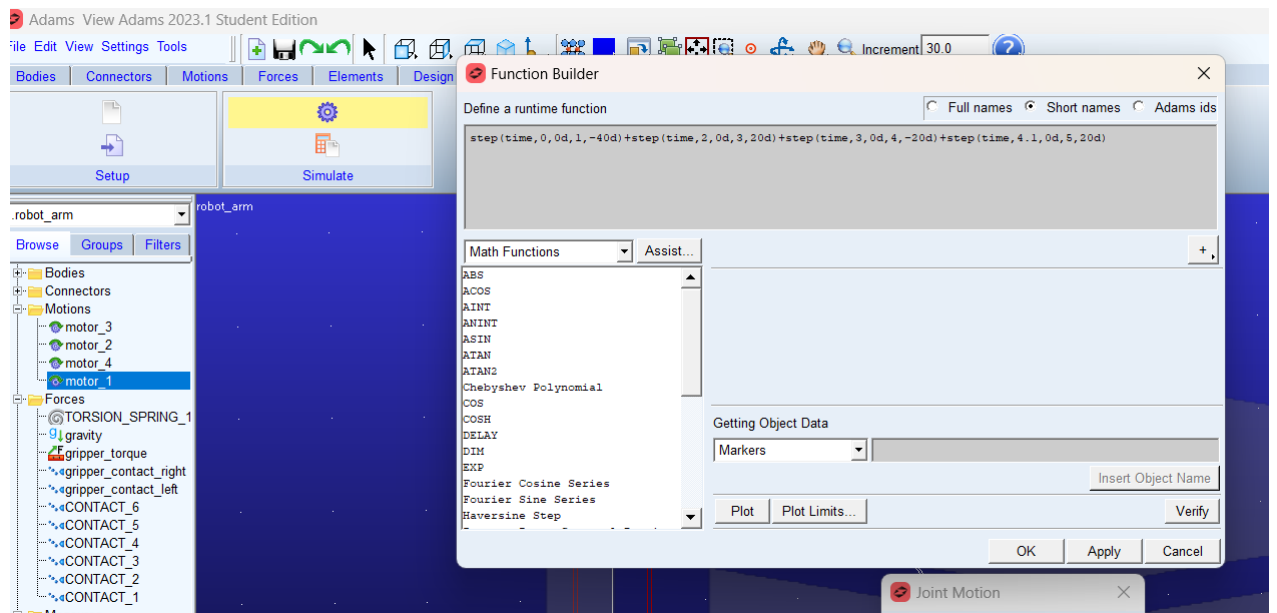 Adams View Adams 2023.1 Student Edition
File Edit View Settings Tools
Increment 30.0
Bodies Connectors Motions Forces Elements Design
Setup
Simulate
Function Builder
Define a runtime function
Full names Short names Adams ids
step(time,0,0d,1,-40d)+step(time,2,0d,3,20d)+step(time,3,0d,4,-20d)+step(time,4.1,0d,5,20d)
.robot_arm
robot_arm
Browse Groups Filters
Bodies
Connectors
Motions
motor_3
motor_2
motor_4
motor_1
Forces
TORSION_SPRING_1
gravity
gripper_torque
gripper_contact_right
gripper_contact_left
CONTACT_6
CONTACT_5
CONTACT_4
CONTACT_3
CONTACT_2
CONTACT_1
Math Functions
Assist...
+
ABS
ACOS
AINT
ANINT
ASIN
ATAN
ATAN2
Chebyshev Polynomial
COS
COSH
DELAY
DIM
EXP
Fourier Cosine Series
Fourier Sine Series
Haversine Step
Getting Object Data
Markers
Insert Object Name
Plot Plot Limits... Verify
OK Apply Cancel
Joint Motion